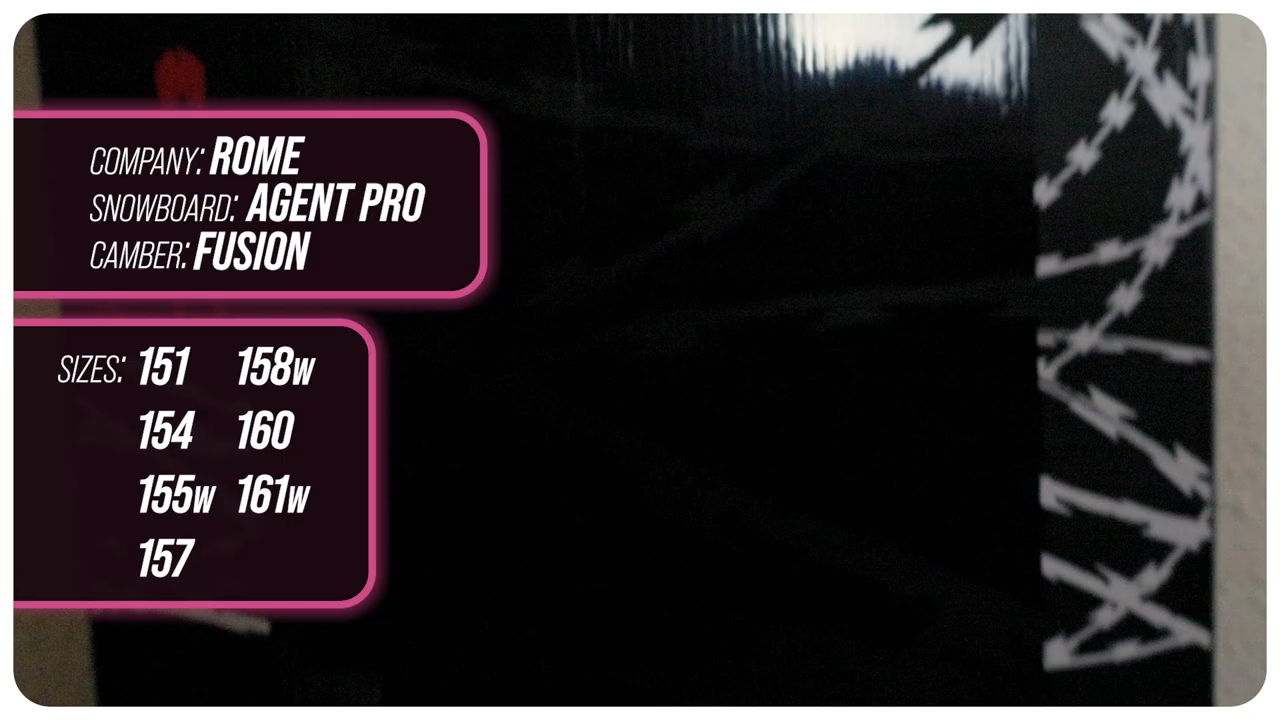 COMPANY: ROME
SNOWBOARD: AGENT PRO
CAMBER: FUSION
SIZES: 151 158W
154 160
155W 161W
157